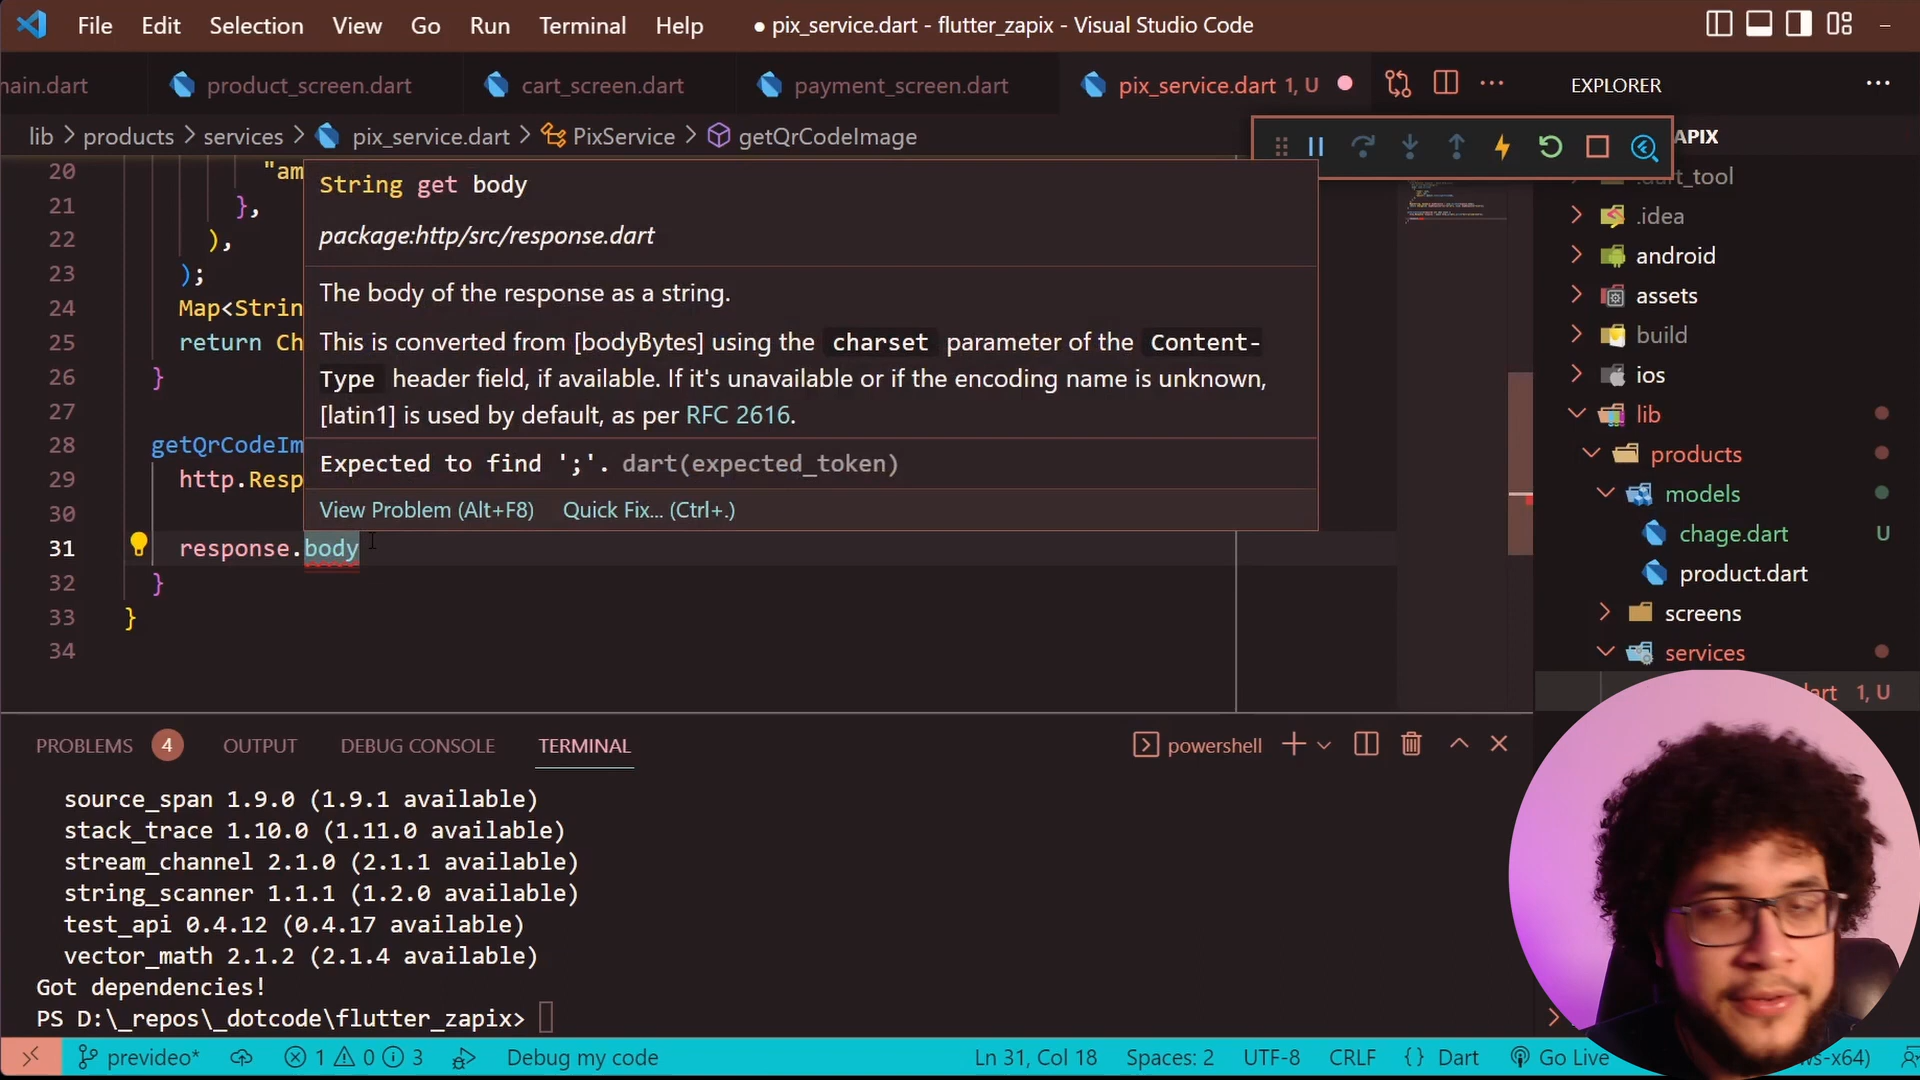 File Edit Selection View Go Run Terminal Help ● pix_service.dart - flutter_zapix - Visual Studio Code
main.dart product_screen.dart cart_screen.dart payment_screen.dart pix_service.dart 1, U EXPLORER
lib > products > services > pix_service.dart > PixService > getQrCodeImage
APIX
.dart_tool
.idea
android
assets
build
ios
lib
products
models
chage.dart U
product.dart
screens
services
1, U
20 "am
21 },
22 ),
23 );
24 Map<Strin
25 return Ch
26 }
27
28 getQrCodeIm
29 http.Resp
30
31 response.body
32 }
33 }
34
String get body
package:http/src/response.dart
The body of the response as a string.
This is converted from [bodyBytes] using the charset parameter of the Content-
Type header field, if available. If it's unavailable or if the encoding name is unknown,
[latin1] is used by default, as per RFC 2616.
Expected to find ';'. dart(expected_token)
View Problem (Alt+F8) Quick Fix... (Ctrl+.)
PROBLEMS 4 OUTPUT DEBUG CONSOLE TERMINAL powershell
source_span 1.9.0 (1.9.1 available)
stack_trace 1.10.0 (1.11.0 available)
stream_channel 2.1.0 (2.1.1 available)
string_scanner 1.1.1 (1.2.0 available)
test_api 0.4.12 (0.4.17 available)
vector_math 2.1.2 (2.1.4 available)
Got dependencies!
PS D:\_repos\_dotcode\flutter_zapix>
prevideo* 1 0 3 Debug my code Ln 31, Col 18 Spaces: 2 UTF-8 CRLF {} Dart Go Live